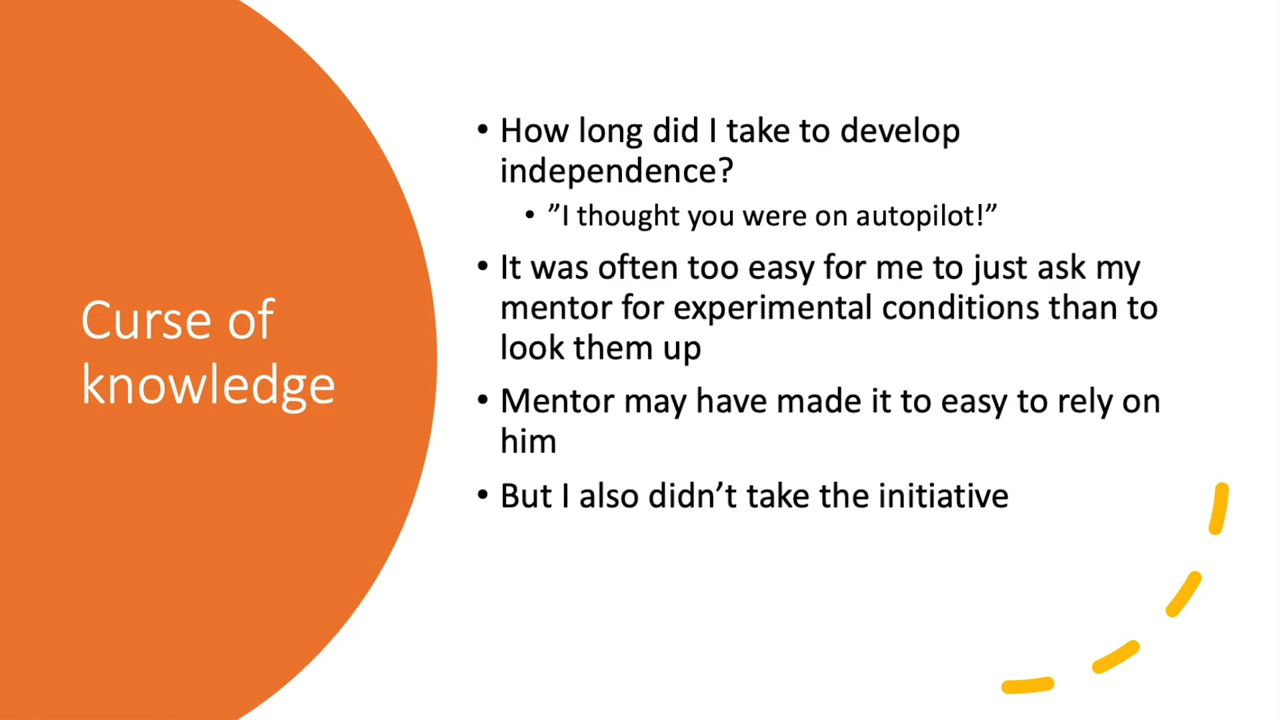 Curse of
knowledge
• How long did I take to develop
independence?
• ”I thought you were on autopilot!”
• It was often too easy for me to just ask my
mentor for experimental conditions than to
look them up
• Mentor may have made it to easy to rely on
him
• But I also didn’t take the initiative